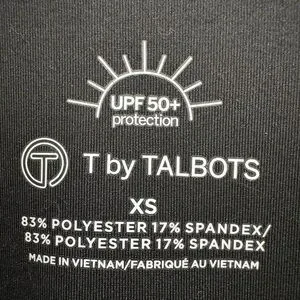 UPF 50+
protection
T by TALBOTS
XS
83% POLYESTER 17% SPANDEX/
83% POLYESTER 17% SPANDEX
MADE IN VIETNAM/FABRIQUÉ AU VIETNAM